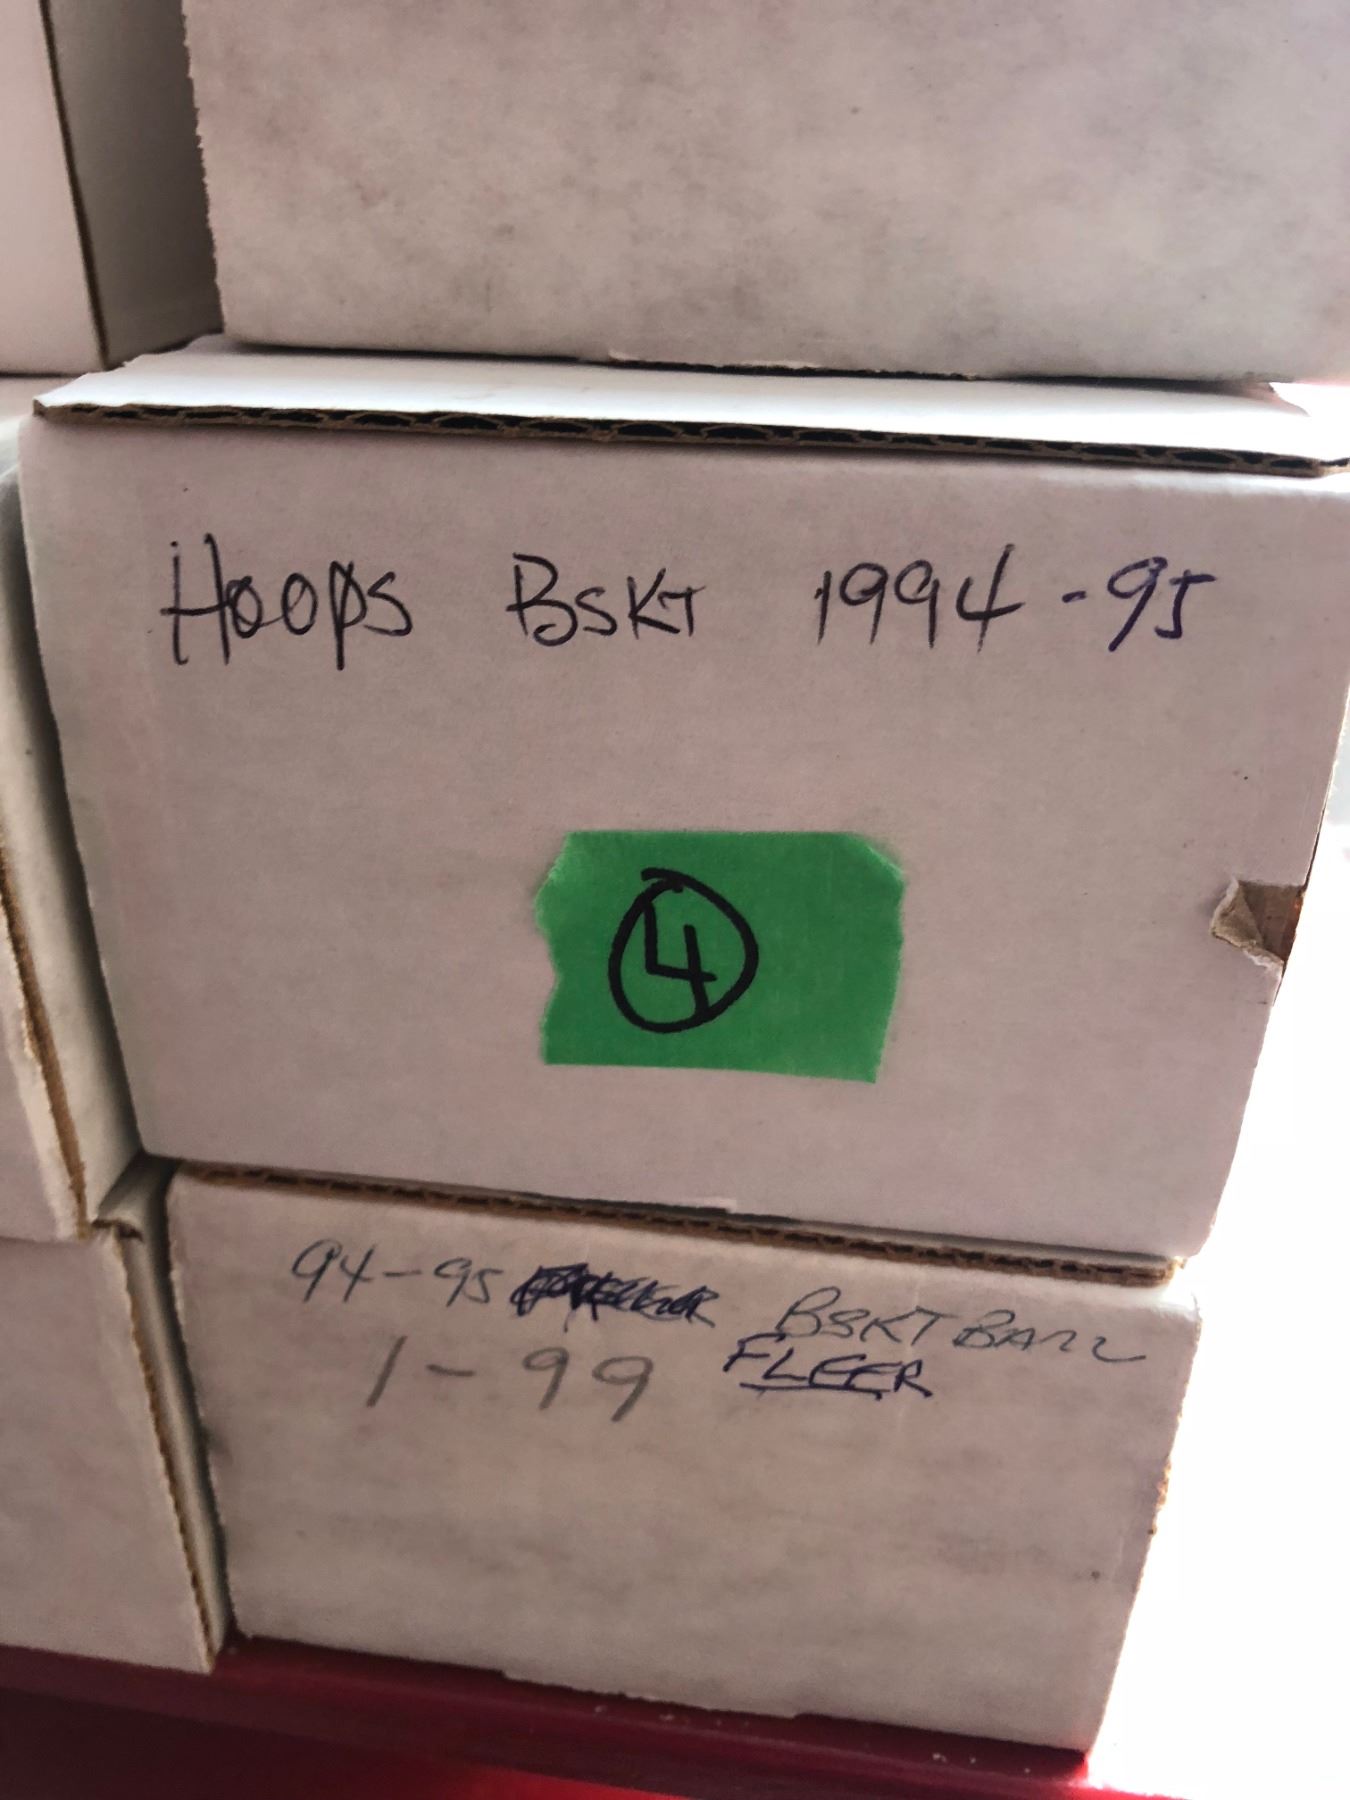 Hoops BSKT 1994-95
4
94-95 BSKTBALL
1-99 FLEER